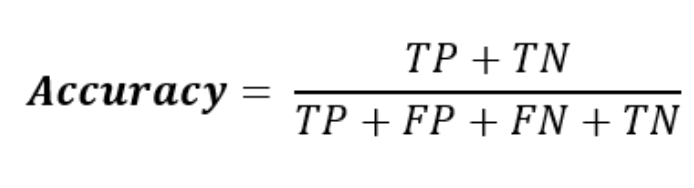 TP + TN
Accuracy =
TP + FP + FN + TN